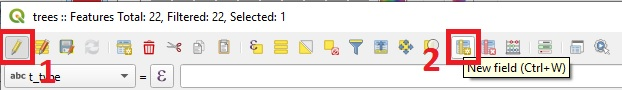 trees :: Features Total: 22, Filtered: 22, Selected: 1
1
2
New field (Ctrl+W)
abc t_type = ε